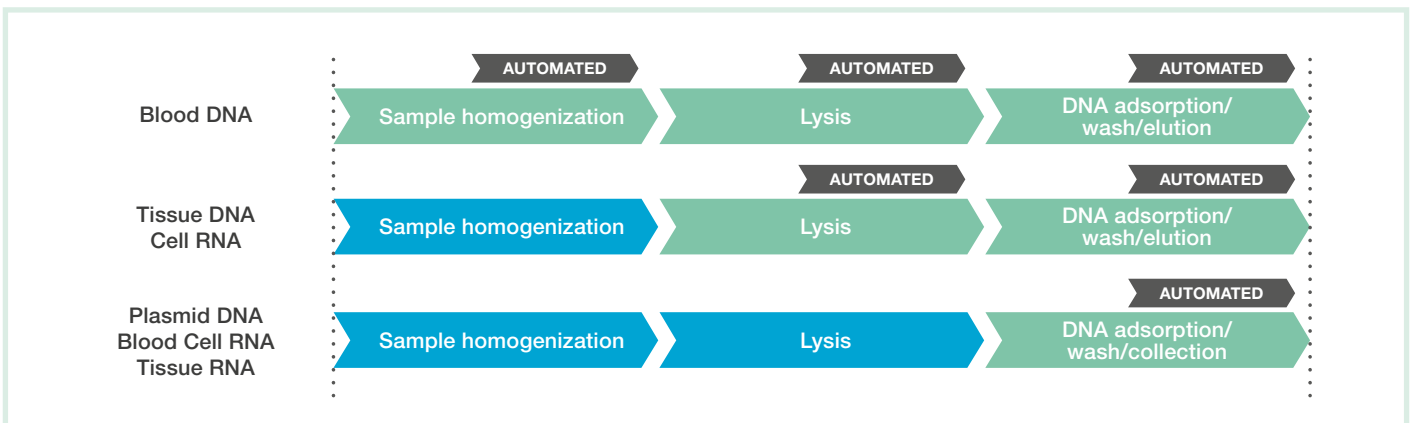 AUTOMATED
AUTOMATED
AUTOMATED
Blood DNA
Sample homogenization
Lysis
DNA adsorption/
wash/elution
AUTOMATED
AUTOMATED
Tissue DNA
Cell RNA
Sample homogenization
Lysis
DNA adsorption/
wash/elution
AUTOMATED
Plasmid DNA
Blood Cell RNA
Tissue RNA
Sample homogenization
Lysis
DNA adsorption/
wash/collection